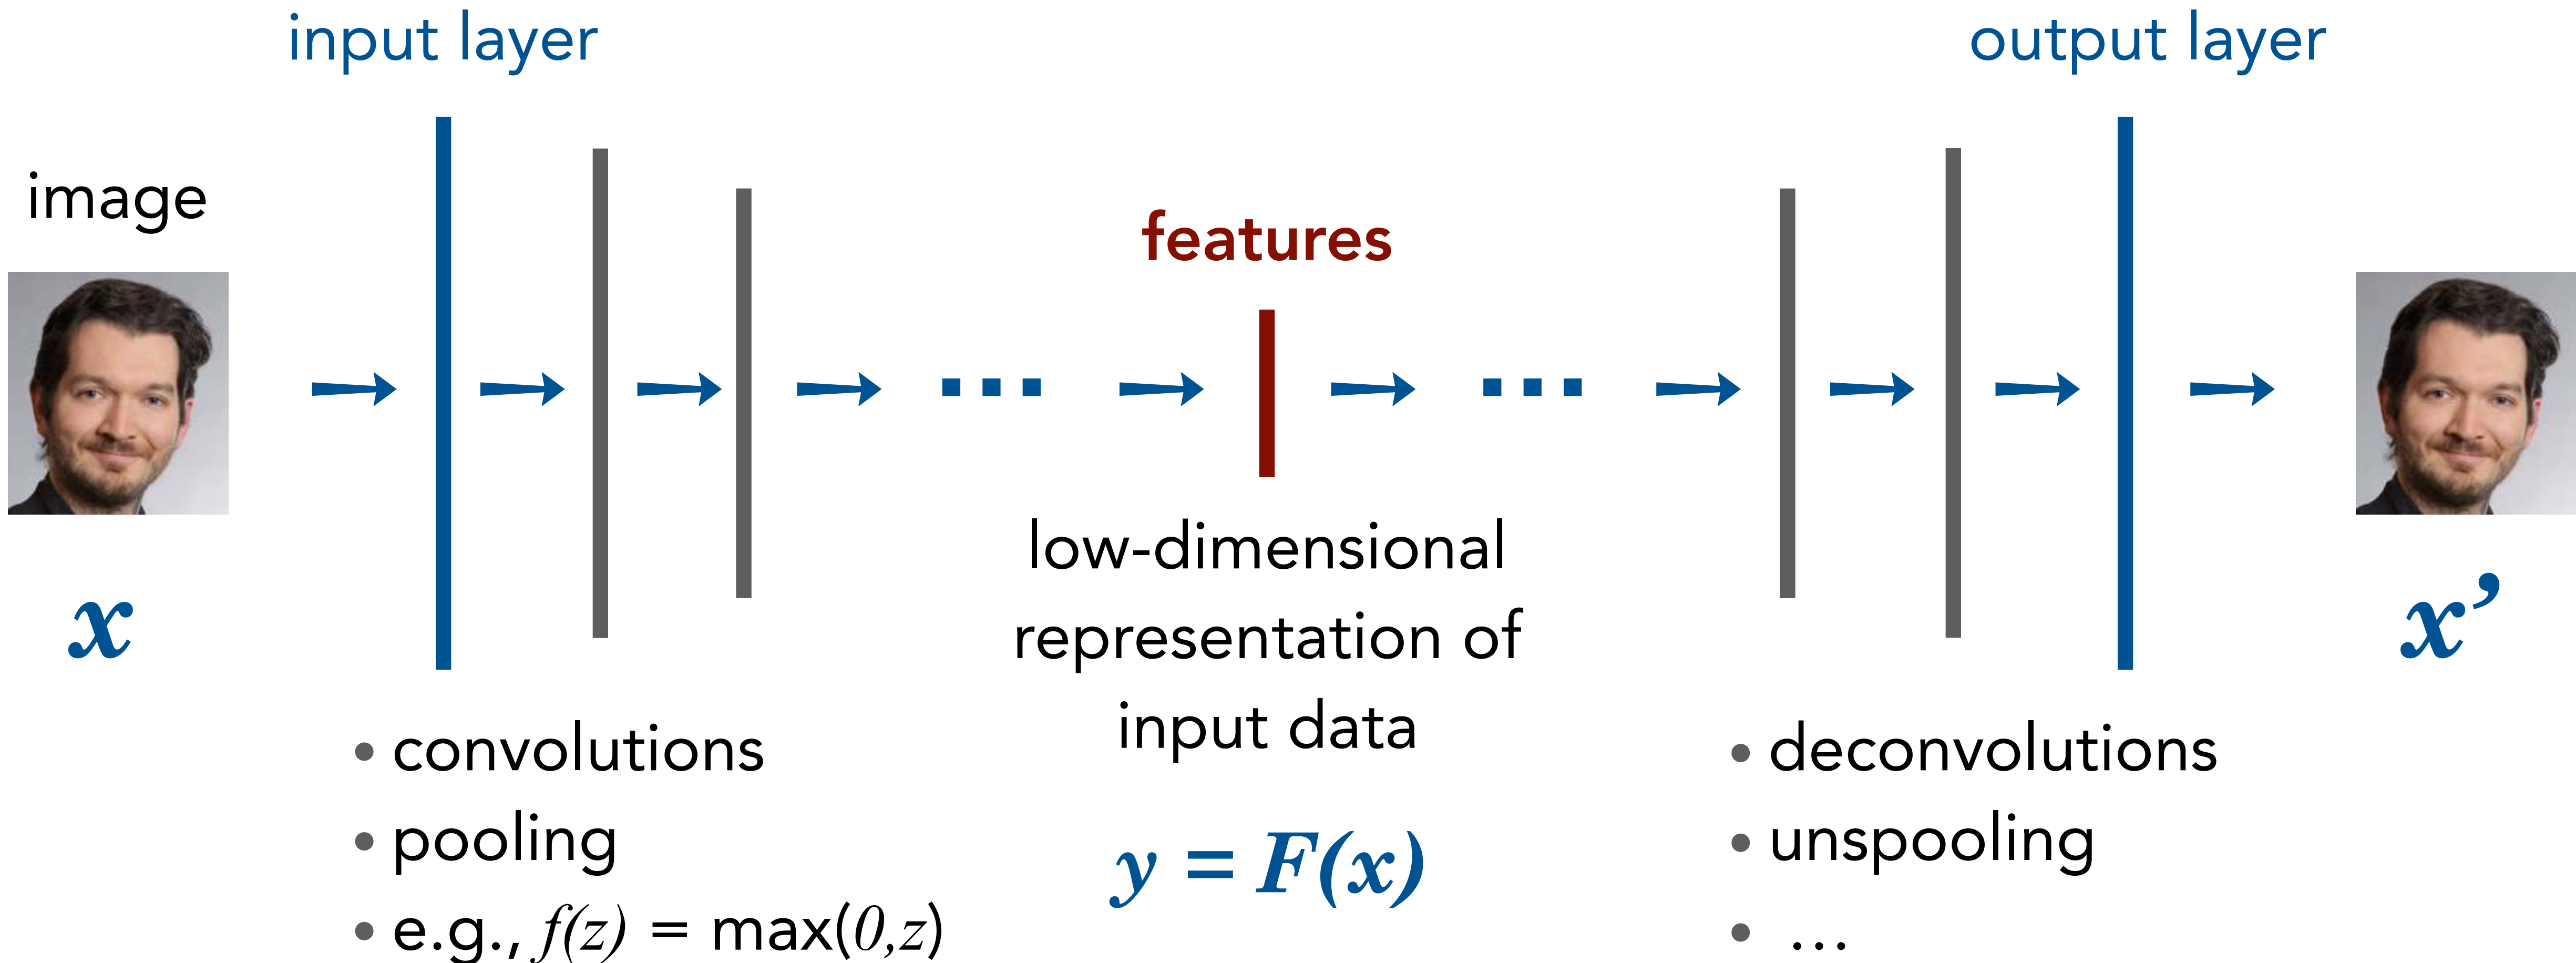 input layer
output layer
image
features
x
low-dimensional
representation of
input data
y = F(x)
x’
• convolutions
• pooling
• e.g., f(z) = max(0,z)
• deconvolutions
• unspooling
• …